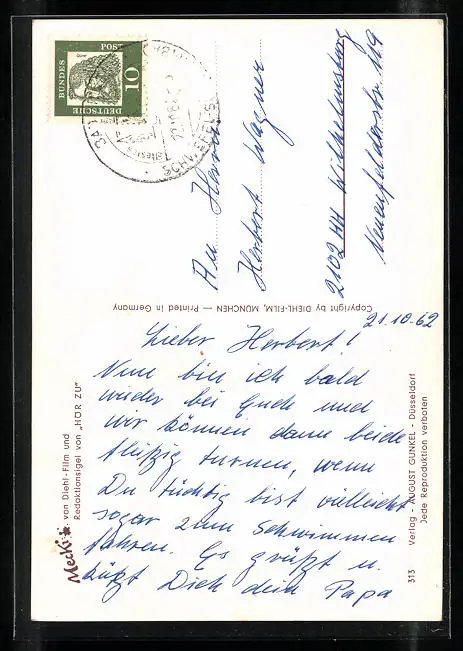 DEUTSCHE
BUNDES
POST
10
An Herrn
Herbert Wagner
2102 HH Wilhelmsburg
Neuenfelderstr. 119
Copyright by DIEHL-FILM, MÜNCHEN — Printed in Germany
21.10.62
Lieber Herbert!
Nun bin ich bald
wieder bei Euch und
wir können dann beide
fleißig turnen, wenn
Du tüchtig bist vielleicht
sogar zum Schwimmen
fahren. Es grüßt u.
küßt Dich dein Papa
Mecki
von Diehl-Film und
Redaktionsigel von „HÖR ZU"
313 Verlag - AUGUST GUNKEL - Düsseldorf
Jede Reproduktion verboten